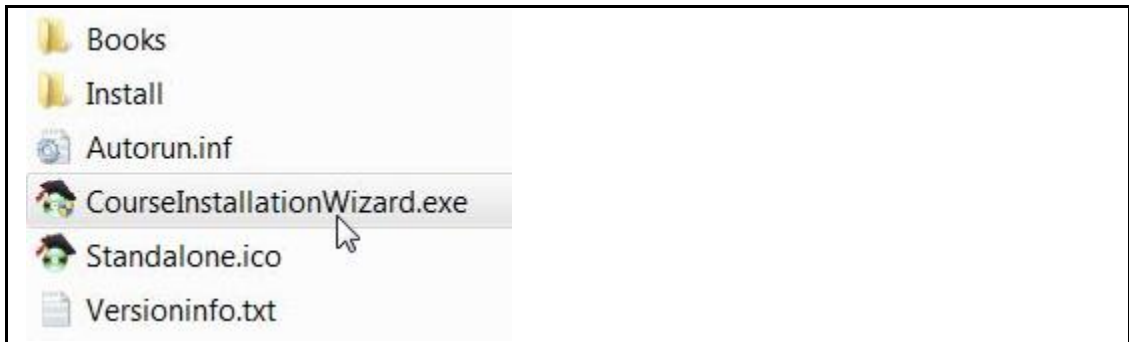 Books
Install
Autorun.inf
CourseInstallationWizard.exe
Standalone.ico
Versioninfo.txt